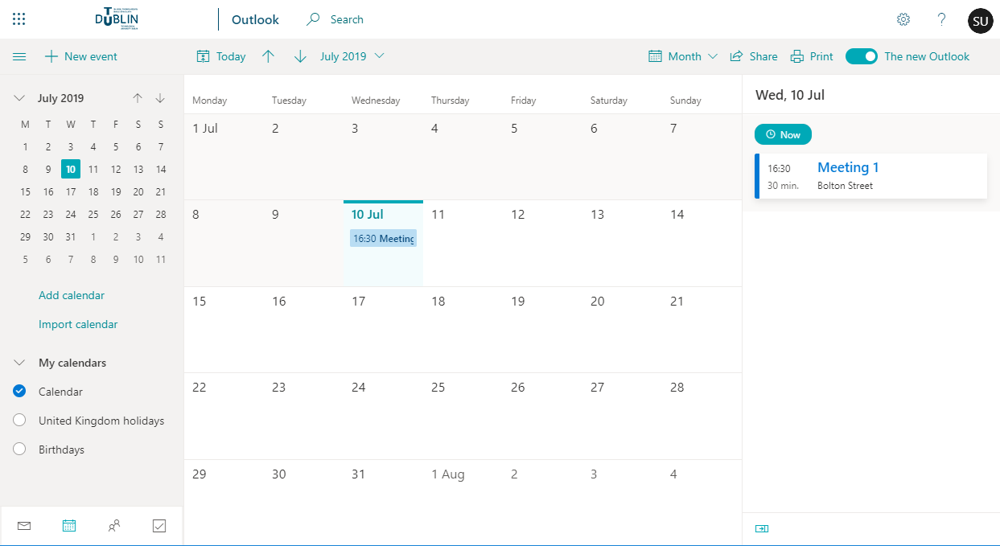 TU DUBLIN
Outlook
Search
SU
New event
Today
July 2019
Month
Share
Print
The new Outlook
July 2019
M T W T F S S
1 2 3 4 5 6 7
8 9 10 11 12 13 14
15 16 17 18 19 20 21
22 23 24 25 26 27 28
29 30 31 1 2 3 4
5 6 7 8 9 10 11
Add calendar
Import calendar
My calendars
Calendar
United Kingdom holidays
Birthdays
Monday Tuesday Wednesday Thursday Friday Saturday Sunday
1 Jul 2 3 4 5 6 7
8 9 10 Jul 11 12 13 14
16:30 Meeting
15 16 17 18 19 20 21
22 23 24 25 26 27 28
29 30 31 1 Aug 2 3 4
Wed, 10 Jul
Now
16:30 Meeting 1
30 min. Bolton Street